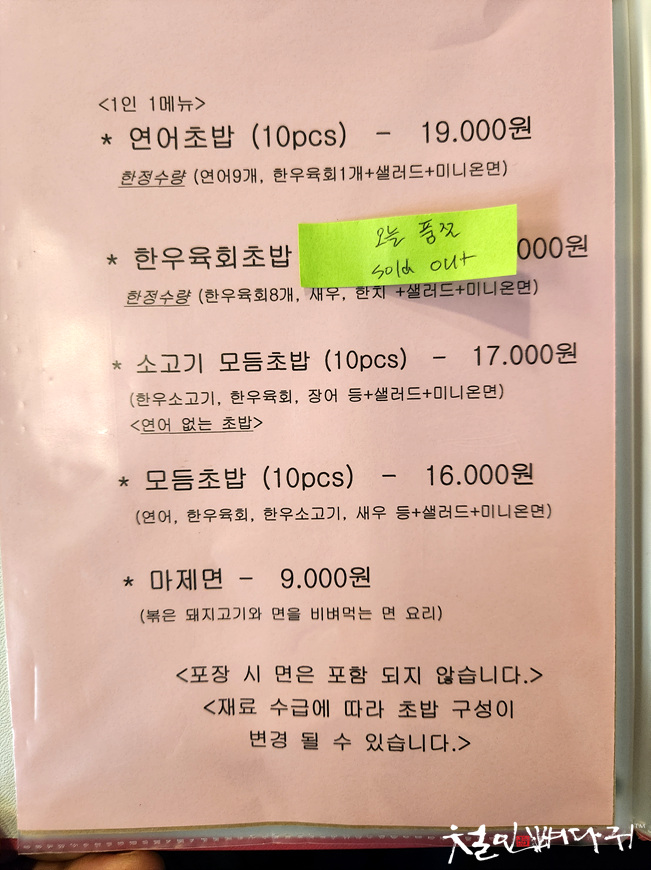 <1인 1메뉴>
* 연어초밥 (10pcs) - 19.000원
한정수량 (연어9개, 한우육회1개+샐러드+미니온면)
* 한우육회초밥 000원
오늘 품절
Sold out
한정수량 (한우육회8개, 새우, 한치 +샐러드+미니온면)
* 소고기 모듬초밥 (10pcs) - 17.000원
(한우소고기, 한우육회, 장어 등+샐러드+미니온면)
<연어 없는 초밥>
* 모듬초밥 (10pcs) - 16.000원
(연어, 한우육회, 한우소고기, 새우 등+샐러드+미니온면)
* 마제면 - 9.000원
(볶은 돼지고기와 면을 비벼먹는 면 요리)
<포장 시 면은 포함 되지 않습니다.>
<재료 수급에 따라 초밥 구성이
변경 될 수 있습니다.>
철인뼈다귀